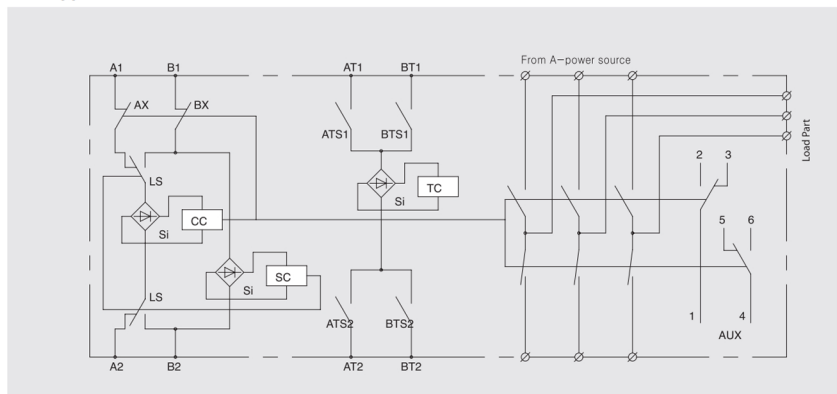 From A-power source
A1 B1 AT1 BT1
AX BX
ATS1 BTS1
Load Part
2 3
LS
TC
Si
CC
Si
5 6
SC
Si
LS
ATS2 BTS2
1 4
AUX
A2 B2 AT2 BT2